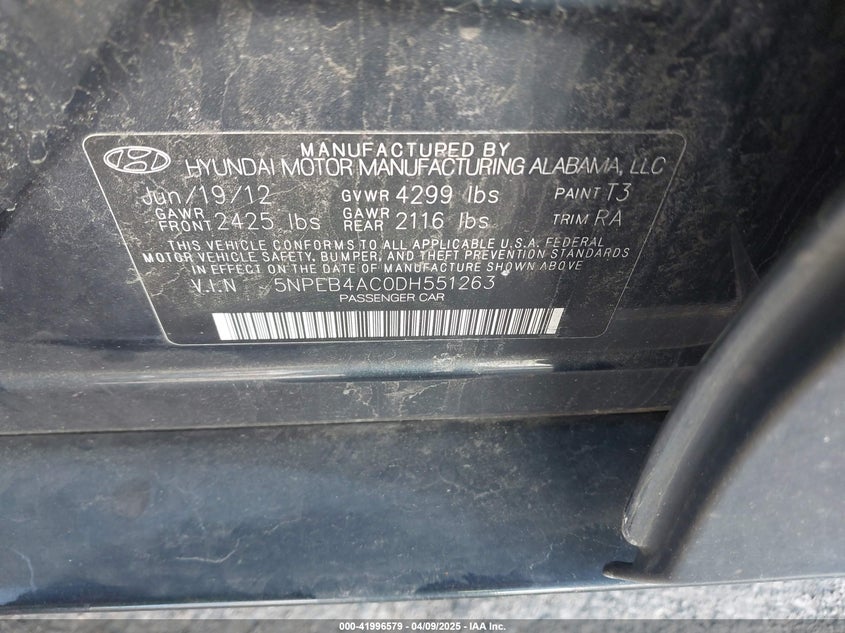 MANUFACTURED BY
HYUNDAI MOTOR MANUFACTURING ALABAMA, LLC
Jun/19/12 GVWR 4299 lbs PAINT T3
GAWR FRONT 2425 lbs GAWR REAR 2116 lbs TRIM RA
THIS VEHICLE CONFORMS TO ALL APPLICABLE U.S.A. FEDERAL
MOTOR VEHICLE SAFETY, BUMPER, AND THEFT PREVENTION STANDARDS
IN EFFECT ON THE DATE OF MANUFACTURE SHOWN ABOVE
V.I.N 5NPEB4AC0DH551263
PASSENGER CAR
000-41996579 - 04/09/2025 - IAA Inc.